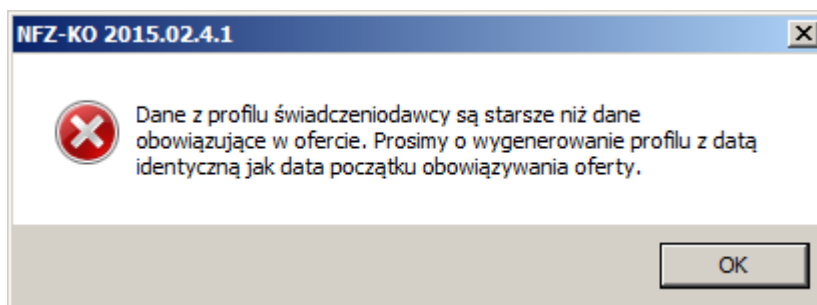 NFZ-KO 2015.02.4.1
Dane z profilu świadczeniodawcy są starsze niż dane
obowiązujące w ofercie. Prosimy o wygenerowanie profilu z datą
identyczną jak data początku obowiązywania oferty.
OK